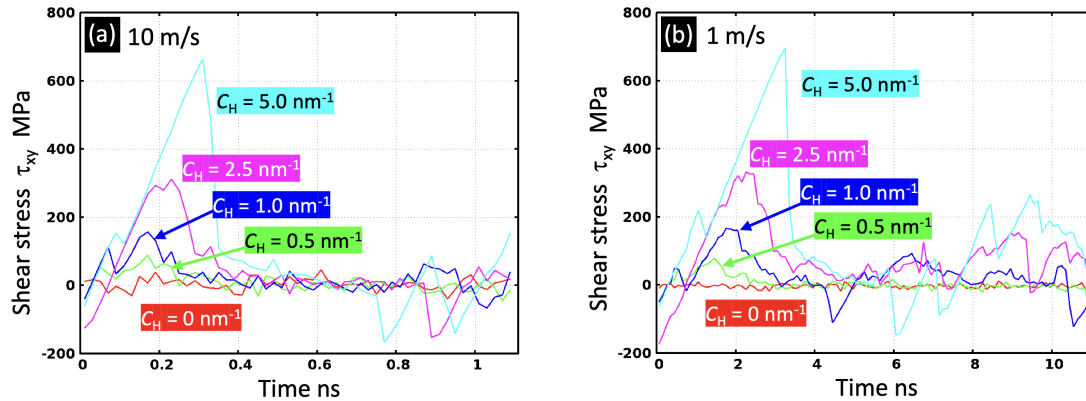 (a) 10 m/s
Shear stress τxy MPa
800
600
400
200
0
-200
CH = 5.0 nm-1
CH = 2.5 nm-1
CH = 1.0 nm-1
CH = 0.5 nm-1
CH = 0 nm-1
0 0.2 0.4 0.6 0.8 1
Time ns
(b) 1 m/s
Shear stress τxy MPa
800
600
400
200
0
-200
CH = 5.0 nm-1
CH = 2.5 nm-1
CH = 1.0 nm-1
CH = 0.5 nm-1
CH = 0 nm-1
0 2 4 6 8 10
Time ns